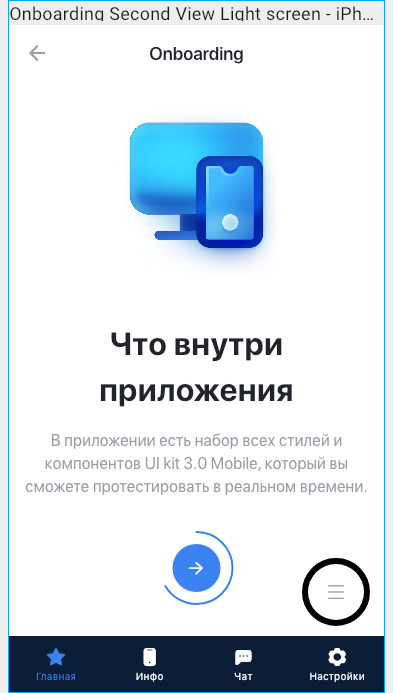 Onboarding Second View Light screen - iPh...
Onboarding
Что внутри
приложения
В приложении есть набор всех стилей и
компонентов UI kit 3.0 Mobile, который вы
сможете протестировать в реальном времени.
Главная
Инфо
Чат
Настройки